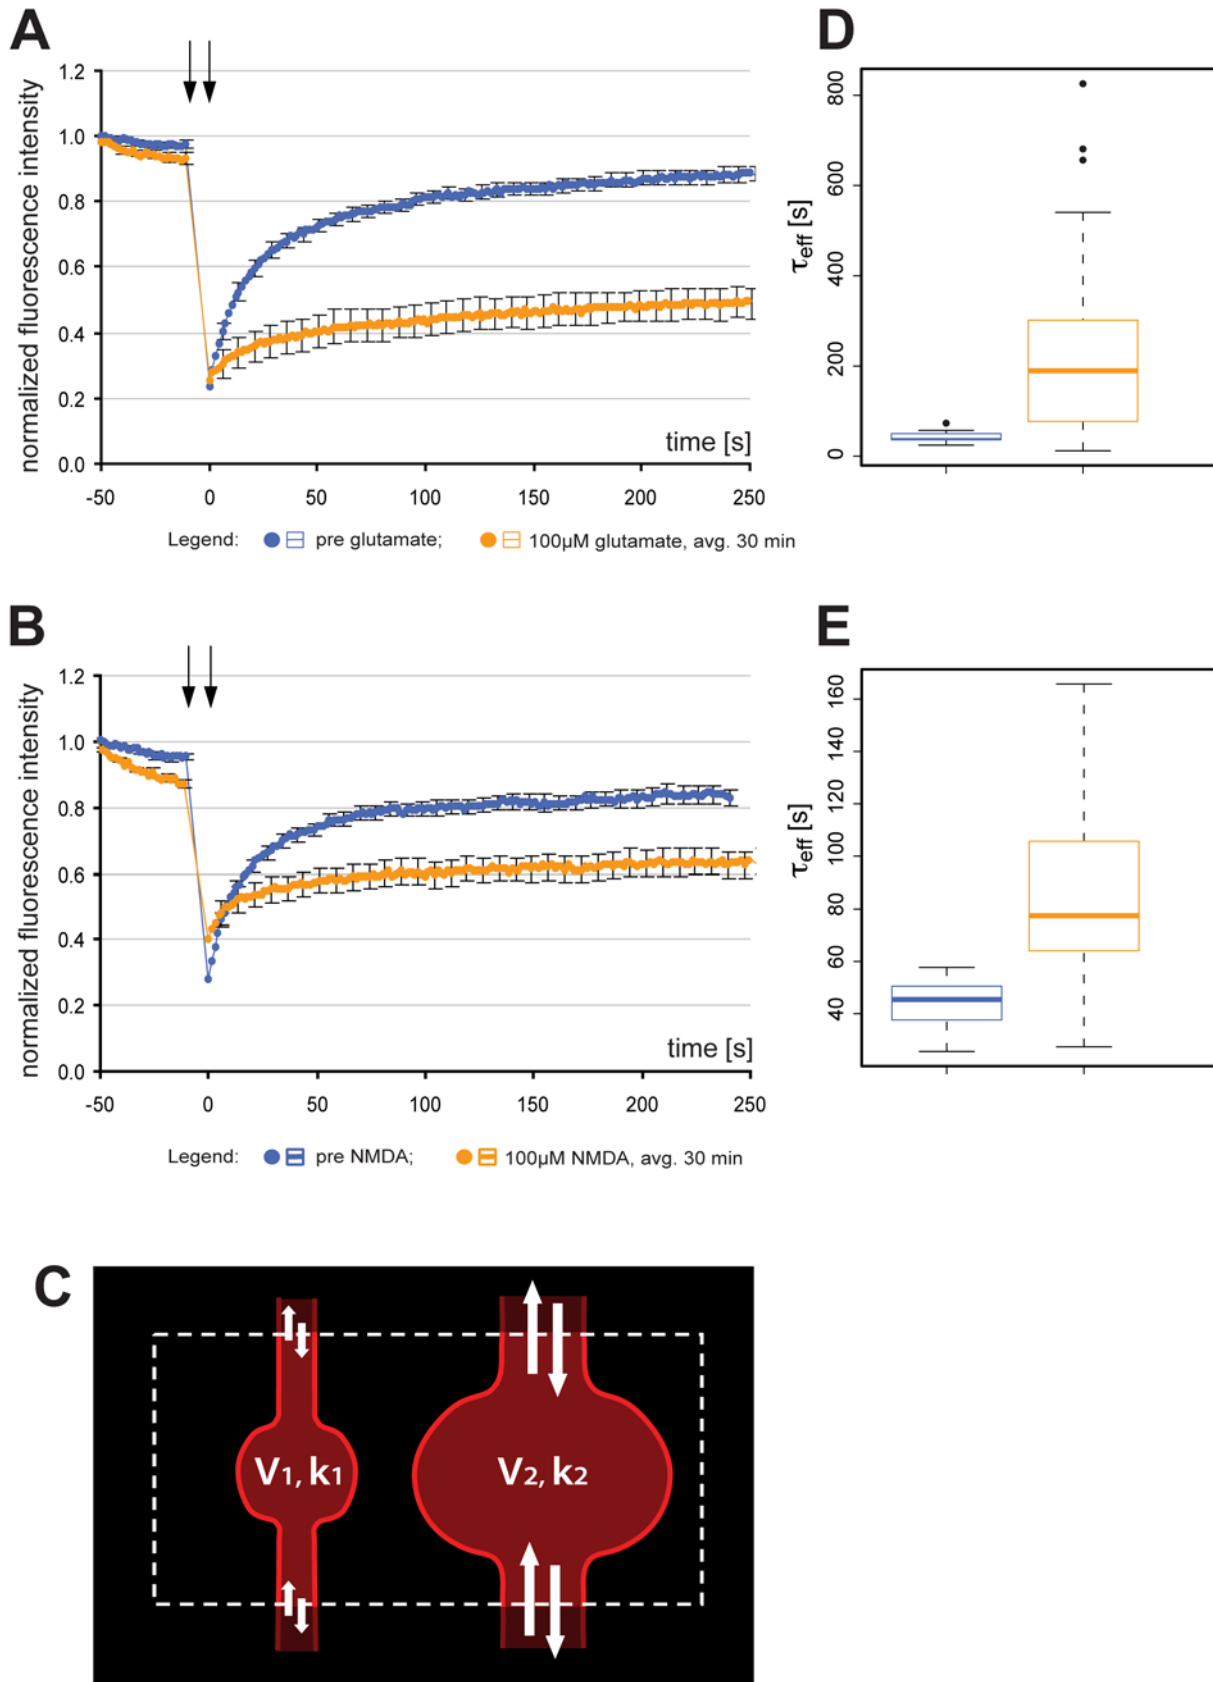 A
normalized fluorescence intensity
1.2
1.0
0.8
0.6
0.4
0.2
0.0
time [s]
-50 0 50 100 150 200 250
Legend: pre glutamate; 100µM glutamate, avg. 30 min
D
τeff [s]
800
600
400
200
0
B
normalized fluorescence intensity
1.2
1.0
0.8
0.6
0.4
0.2
0.0
time [s]
-50 0 50 100 150 200 250
Legend: pre NMDA; 100µM NMDA, avg. 30 min
E
τeff [s]
160
140
120
100
80
60
40
C
V1, k1
V2, k2